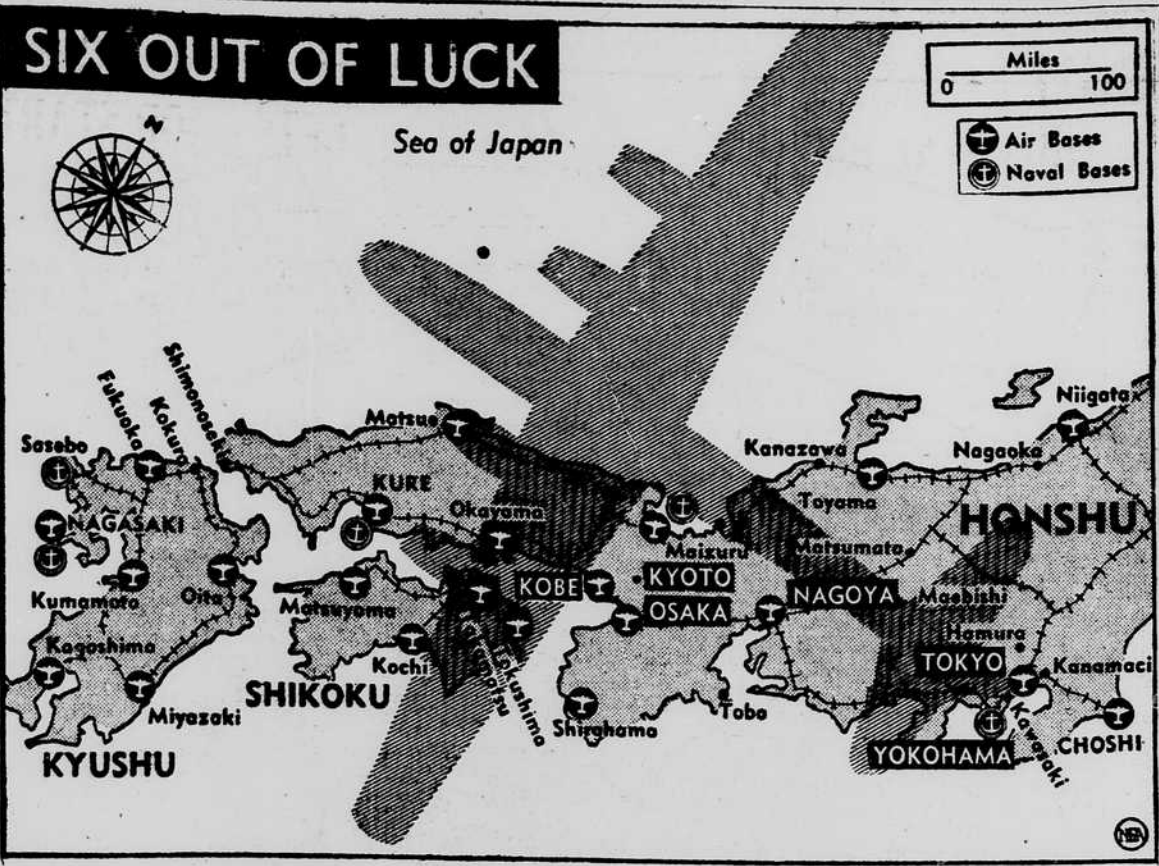 SIX OUT OF LUCK
N
Miles
0 100
Air Bases
Naval Bases
Sea of Japan
Shimonoseki
Fukuoka
Kokura
Sasebo
Matsue
Niigata
Kanazawa
Nagaoka
KURE
Okayama
Toyama
HONSHU
NAGASAKI
Maizuru
Matsumato
KOBE
KYOTO
NAGOYA
Maebishi
Kumamoto
Oita
Matsuyama
OSAKA
Hamura
Kagoshima
Kochi
Takamatsu
Tokushima
TOKYO
Kanamaci
SHIKOKU
Miyazaki
Shirahama
Toba
Kawasaki
YOKOHAMA
CHOSHI
KYUSHU
NEA